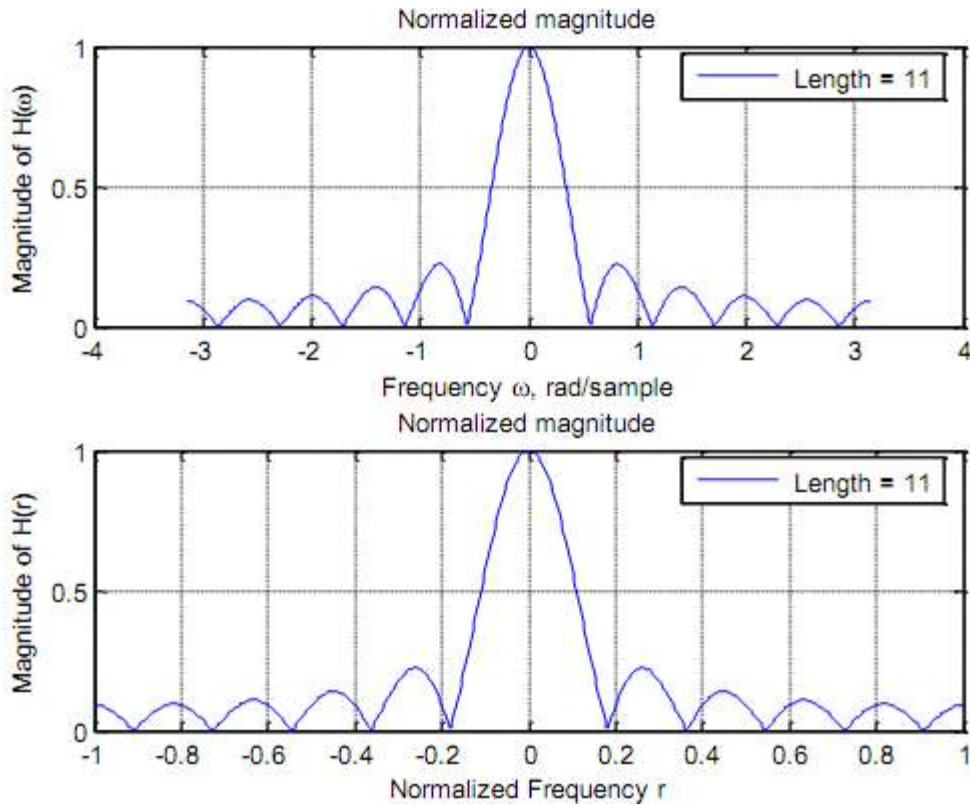 Normalized magnitude
Magnitude of H(ω)
1
0.5
0
Length = 11
-4 -3 -2 -1 0 1 2 3 4
Frequency ω, rad/sample
Normalized magnitude
Magnitude of H(r)
1
0.5
0
Length = 11
-1 -0.8 -0.6 -0.4 -0.2 0 0.2 0.4 0.6 0.8 1
Normalized Frequency r